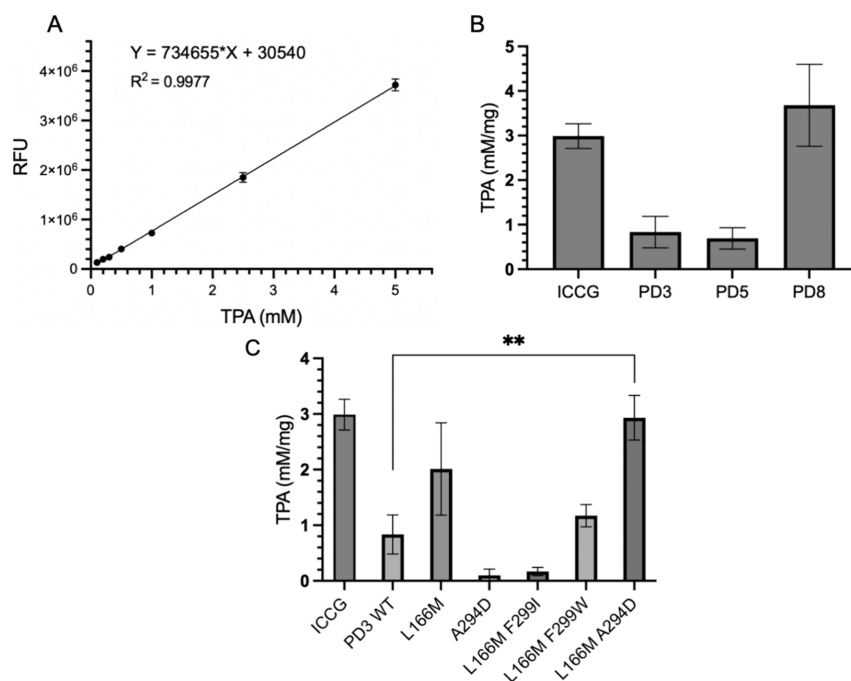 A
Y = 734655*X + 30540
R² = 0.9977
4×10⁶
3×10⁶
2×10⁶
1×10⁶
0
RFU
0
1
2
3
4
5
TPA (mM)
B
5
4
3
2
1
0
TPA (mM/mg)
ICCG
PD3
PD5
PD8
C
**
4
3
2
1
0
TPA (mM/mg)
ICCG
PD3 WT
L166M
A294D
L166M F299I
L166M F299W
L166M A294D